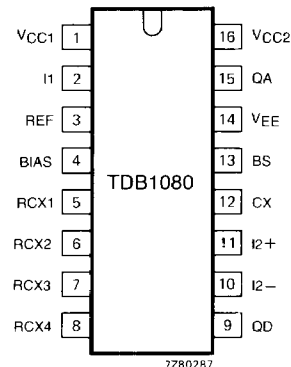 VCC1 1 16 VCC2
I1 2 15 QA
REF 3 14 VEE
BIAS 4 13 BS
TDB1080
RCX1 5 12 CX
RCX2 6 11 I2+
RCX3 7 10 I2−
RCX4 8 9 QD
7Z80287